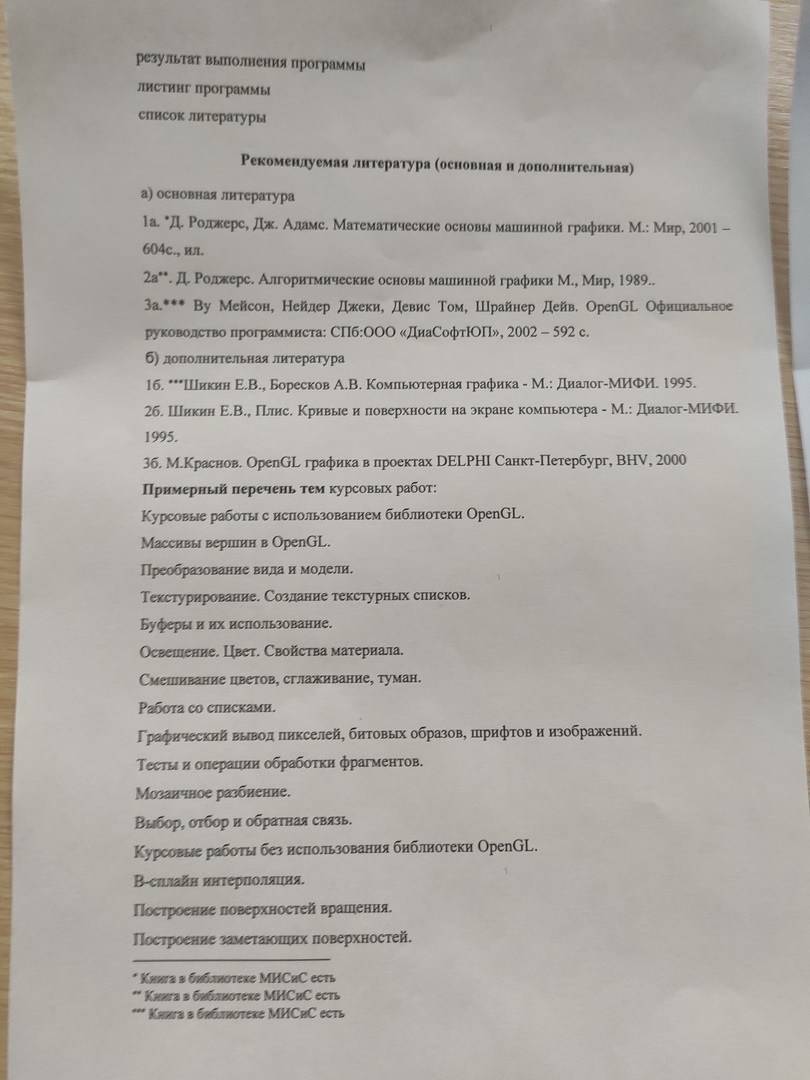 результат выполнения программы
листинг программы
список литературы
Рекомендуемая литература (основная и дополнительная)
а) основная литература
1а. *Д. Роджерс, Дж. Адамс. Математические основы машинной графики. М.: Мир, 2001 –
604с., ил.
2а**. Д. Роджерс. Алгоритмические основы машинной графики М., Мир, 1989..
3а.*** Ву Мейсон, Нейдер Джеки, Девис Том, Шрайнер Дейв. OpenGL Официальное
руководство программиста: СПб:ООО «ДиаСофтЮП», 2002 – 592 с.
б) дополнительная литература
1б. ***Шикин Е.В., Боресков А.В. Компьютерная графика - М.: Диалог-МИФИ. 1995.
2б. Шикин Е.В., Плис. Кривые и поверхности на экране компьютера - М.: Диалог-МИФИ.
1995.
3б. М.Краснов. OpenGL графика в проектах DELPHI Санкт-Петербург, BHV, 2000
Примерный перечень тем курсовых работ:
Курсовые работы с использованием библиотеки OpenGL.
Массивы вершин в OpenGL.
Преобразование вида и модели.
Текстурирование. Создание текстурных списков.
Буферы и их использование.
Освещение. Цвет. Свойства материала.
Смешивание цветов, сглаживание, туман.
Работа со списками.
Графический вывод пикселей, битовых образов, шрифтов и изображений.
Тесты и операции обработки фрагментов.
Мозаичное разбиение.
Выбор, отбор и обратная связь.
Курсовые работы без использования библиотеки OpenGL.
В-сплайн интерполяция.
Построение поверхностей вращения.
Построение заметающих поверхностей.
* Книга в библиотеке МИСиС есть
** Книга в библиотеке МИСиС есть
*** Книга в библиотеке МИСиС есть